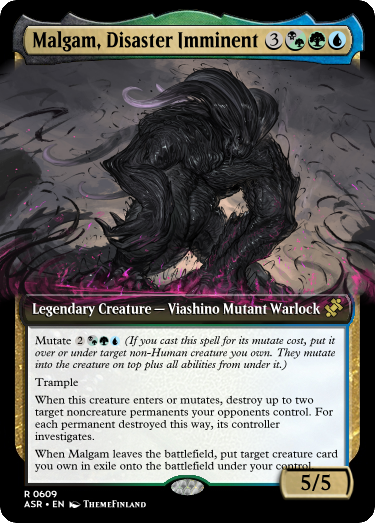 Malgam, Disaster Imminent 3
Legendary Creature — Viashino Mutant Warlock
Mutate 2 (If you cast this spell for its mutate cost, put it
over or under target non-Human creature you own. They mutate
into the creature on top plus all abilities from under it.)
Trample
When this creature enters or mutates, destroy up to two
target noncreature permanents your opponents control. For
each permanent destroyed this way, its controller
investigates.
When Malgam leaves the battlefield, put target creature card
you own in exile onto the battlefield under your control.
5/5
R 0609
ASR • EN ThemeFinland